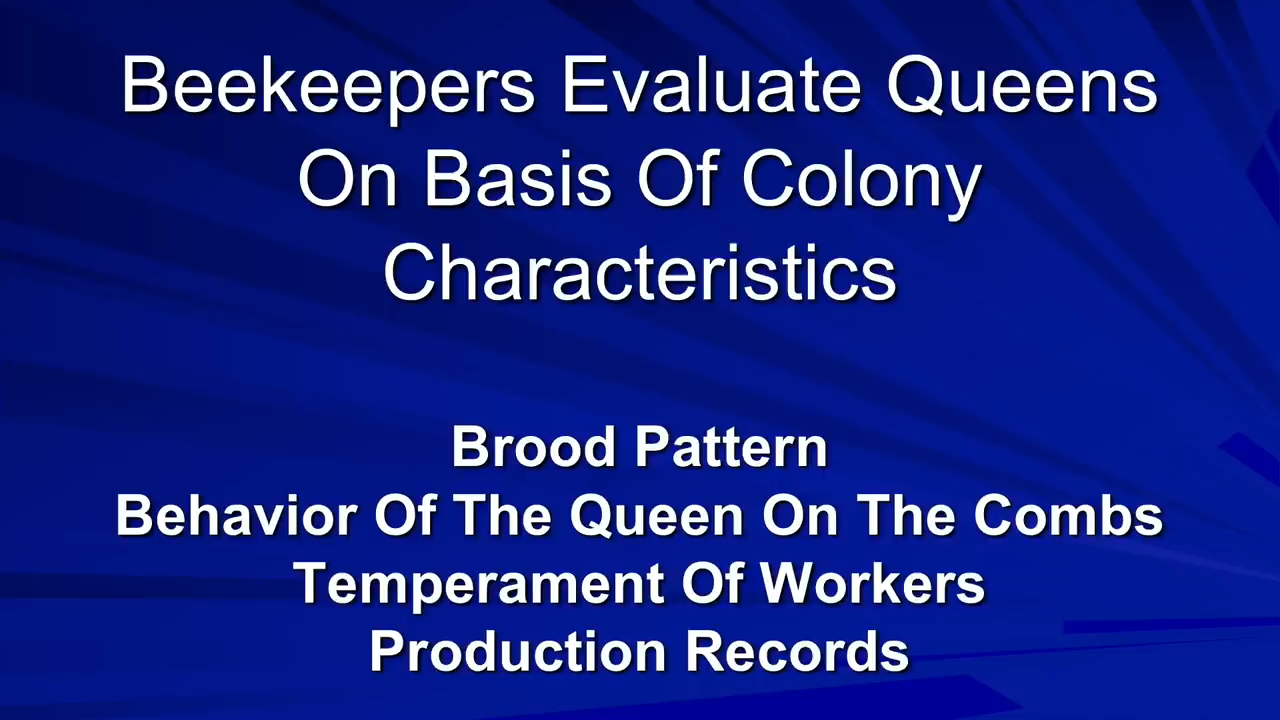 Beekeepers Evaluate Queens
On Basis Of Colony
Characteristics
Brood Pattern
Behavior Of The Queen On The Combs
Temperament Of Workers
Production Records